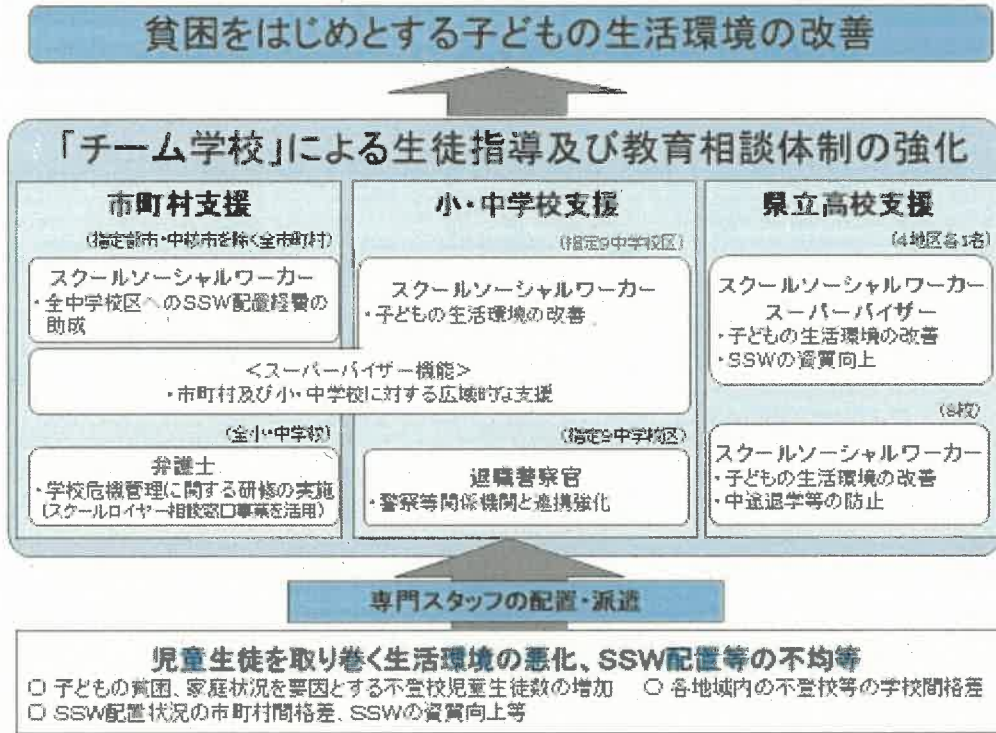 貧困をはじめとする子どもの生活環境の改善
「チーム学校」による生徒指導及び教育相談体制の強化
市町村支援
(指定都市・中核市を除く全市町村)
スクールソーシャルワーカー
・全中学校区へのSSW配置経費の
助成
小・中学校支援
(指定9中学校区)
スクールソーシャルワーカー
・子どもの生活環境の改善
<スーパーバイザー機能>
・市町村及び小・中学校に対する広域的な支援
(全小・中学校)
弁護士
・学校危機管理に関する研修の実施
(スクールロイヤー相談窓口事業を活用)
(指定9中学校区)
退職警察官
・警察等関係機関と連携強化
県立高校支援
(4地区各1名)
スクールソーシャルワーカー
スーパーバイザー
・子どもの生活環境の改善
・SSWの資質向上
スクールソーシャルワーカー
・子どもの生活環境の改善
・中途退学等の防止
専門スタッフの配置・派遣
児童生徒を取り巻く生活環境の悪化、SSW配置等の不均等
○ 子どもの貧困、家庭状況を要因とする不登校児童生徒数の増加 ○ 各地域内の不登校等の学校間格差
○ SSW配置状況の市町村間格差、SSWの資質向上等